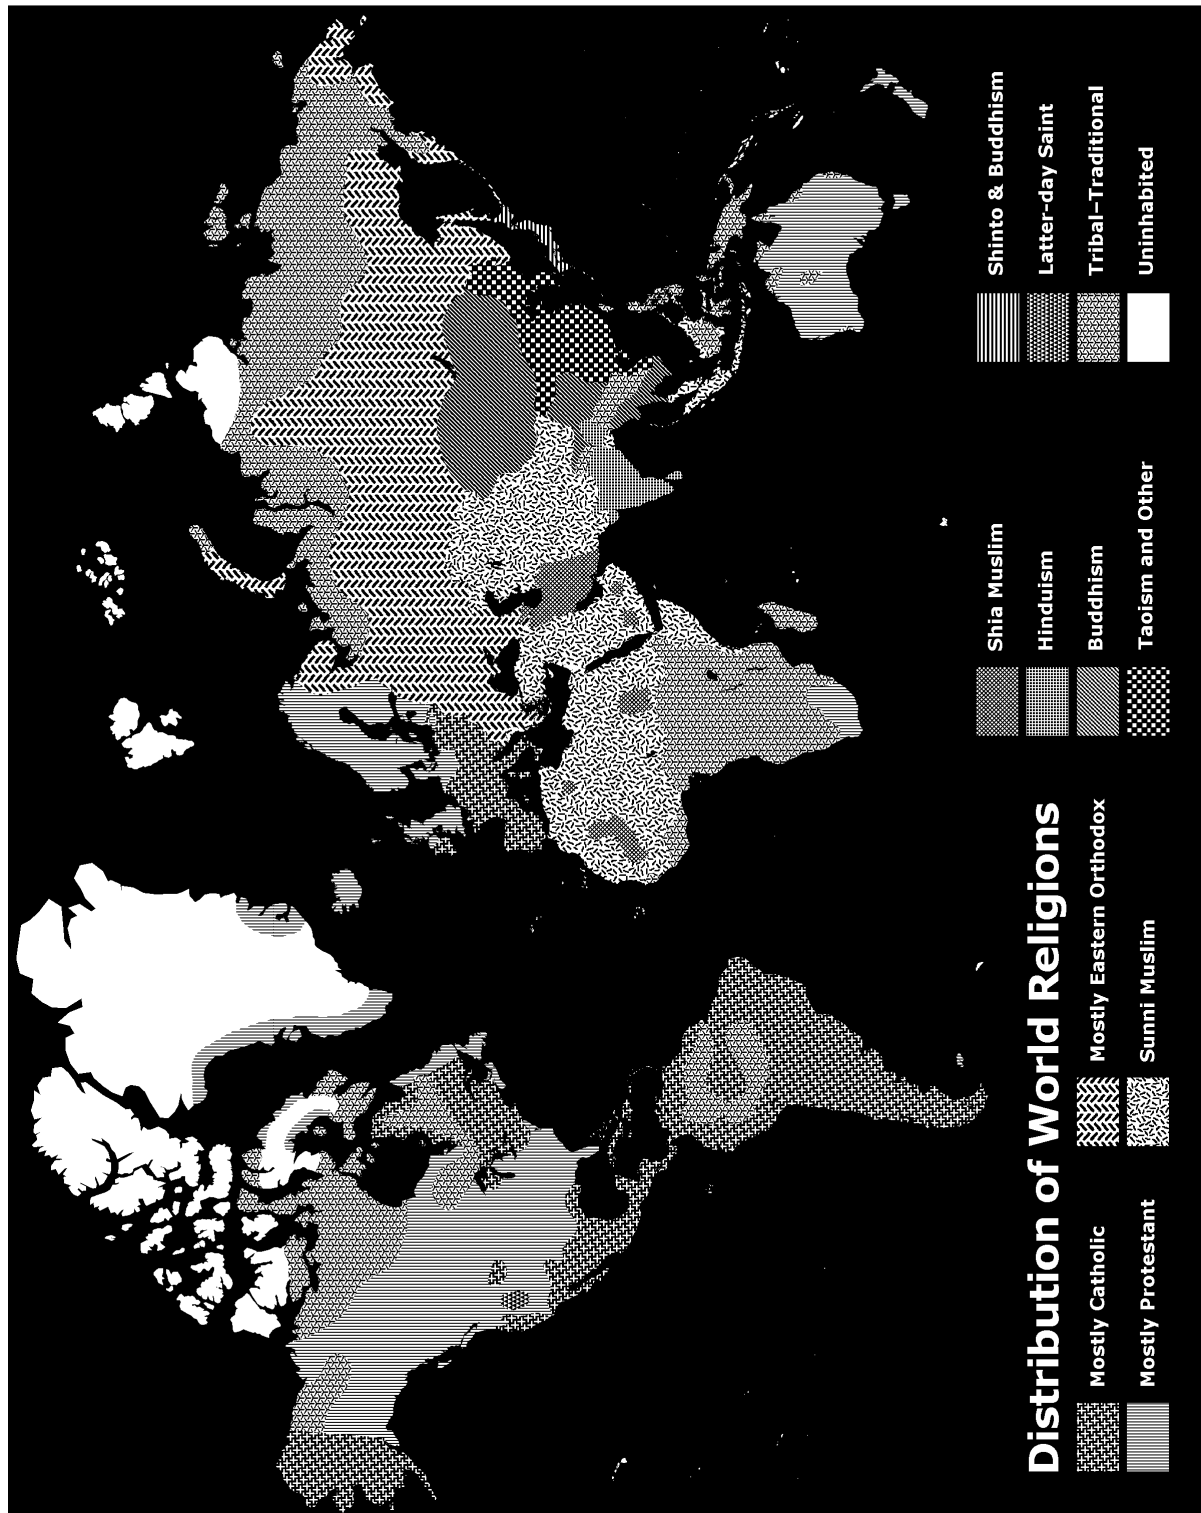 Distribution of World Religions
Mostly Catholic
Mostly Protestant
Mostly Eastern Orthodox
Sunni Muslim
Shia Muslim
Hinduism
Buddhism
Taoism and Other
Shinto & Buddhism
Latter-day Saint
Tribal–Traditional
Uninhabited